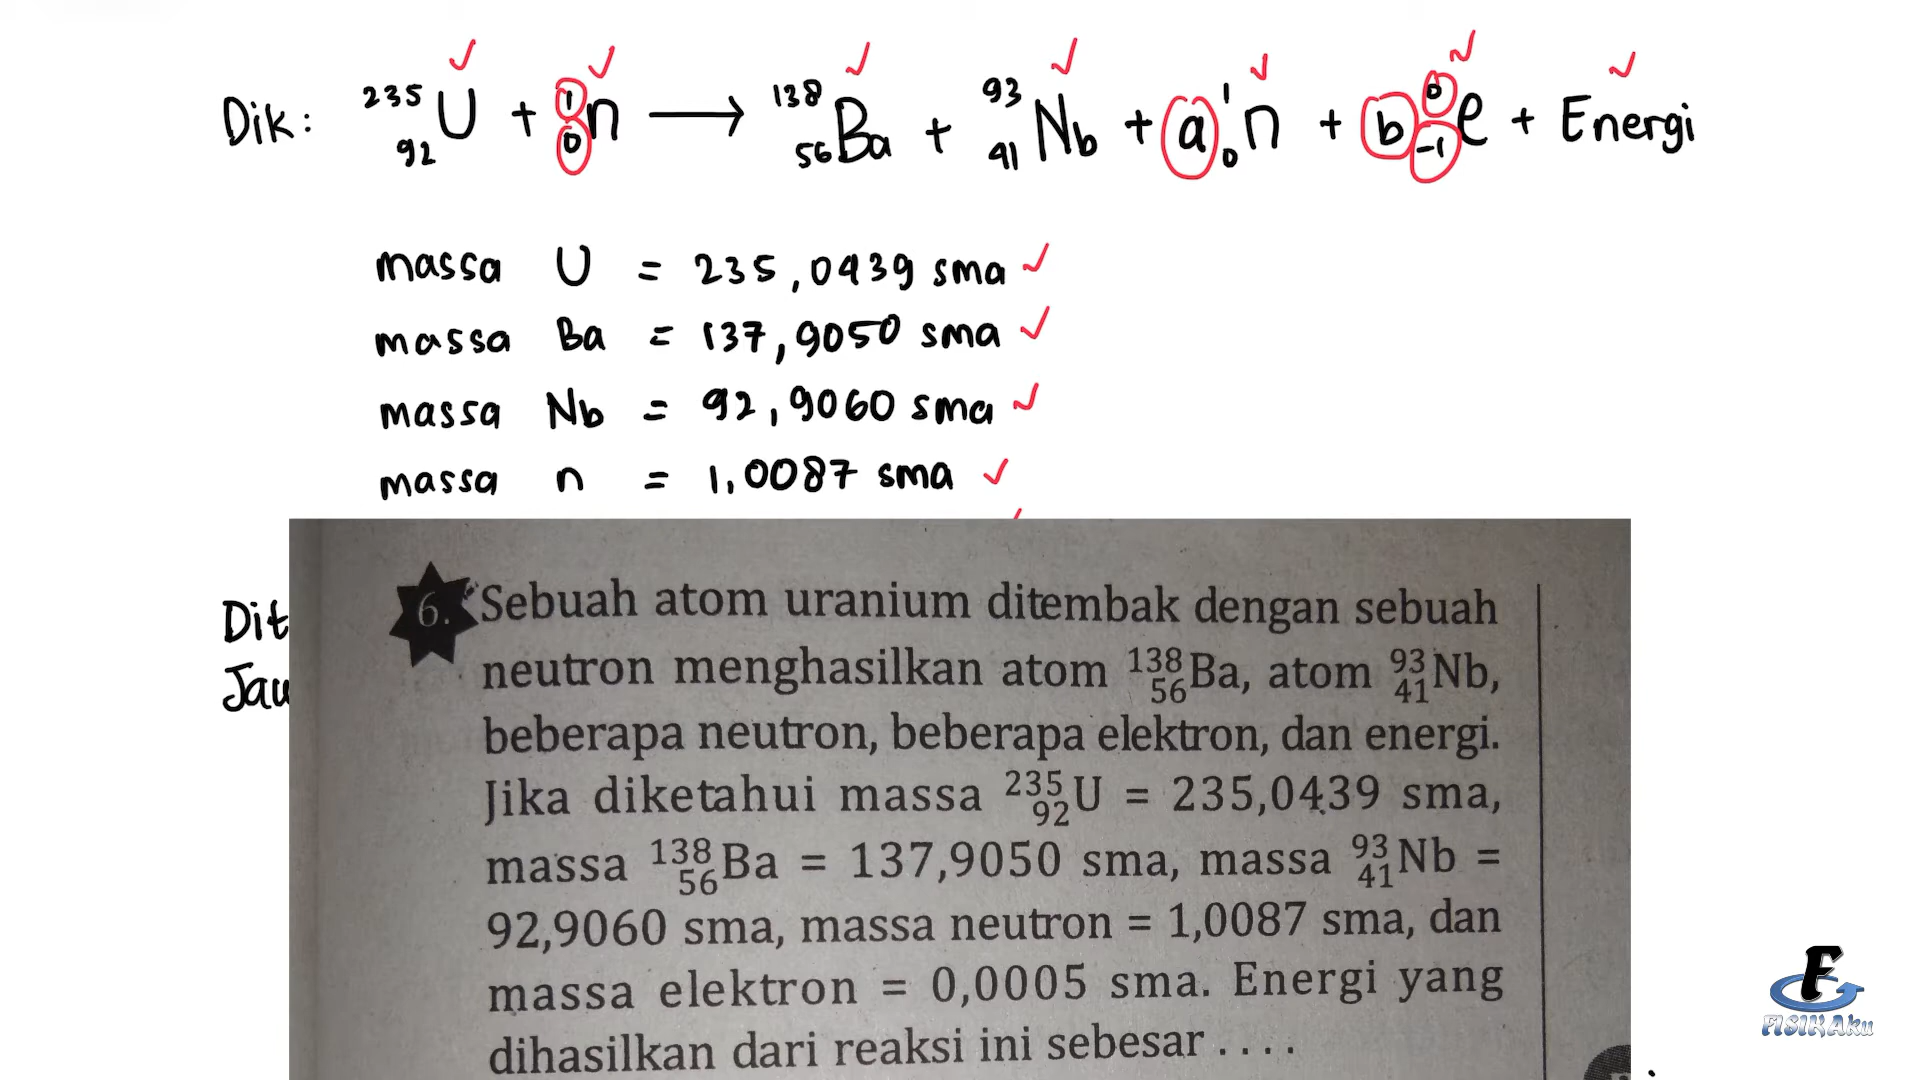 Dik: ²³⁵₉₂U + ¹₀n → ¹³⁸₅₆Ba + ⁹³₄₁Nb + a ¹₀n + b ⁰₋₁e + Energi
massa U = 235,0439 sma
massa Ba = 137,9050 sma
massa Nb = 92,9060 sma
massa n = 1,0087 sma
Dit
Jaw
6. Sebuah atom uranium ditembak dengan sebuah
neutron menghasilkan atom ¹³⁸₅₆Ba, atom ⁹³₄₁Nb,
beberapa neutron, beberapa elektron, dan energi.
Jika diketahui massa ²³⁵₉₂U = 235,0439 sma,
massa ¹³⁸₅₆Ba = 137,9050 sma, massa ⁹³₄₁Nb =
92,9060 sma, massa neutron = 1,0087 sma, dan
massa elektron = 0,0005 sma. Energi yang
dihasilkan dari reaksi ini sebesar . . . .
F
FISIKAku